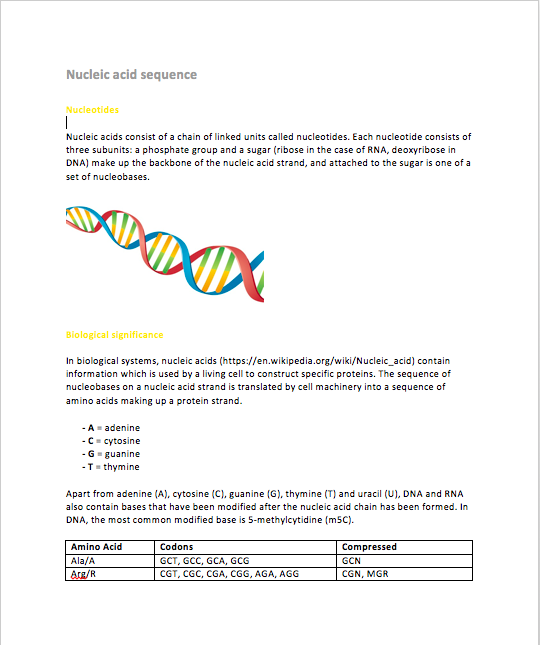 Nucleic acid sequence
Nucleotides
Nucleic acids consist of a chain of linked units called nucleotides. Each nucleotide consists of
three subunits: a phosphate group and a sugar (ribose in the case of RNA, deoxyribose in
DNA) make up the backbone of the nucleic acid strand, and attached to the sugar is one of a
set of nucleobases.
Biological significance
In biological systems, nucleic acids (https://en.wikipedia.org/wiki/Nucleic_acid) contain
information which is used by a living cell to construct specific proteins. The sequence of
nucleobases on a nucleic acid strand is translated by cell machinery into a sequence of
amino acids making up a protein strand.
- A = adenine
- C = cytosine
- G = guanine
- T = thymine
Apart from adenine (A), cytosine (C), guanine (G), thymine (T) and uracil (U), DNA and RNA
also contain bases that have been modified after the nucleic acid chain has been formed. In
DNA, the most common modified base is 5-methylcytidine (m5C).
Amino Acid Codons Compressed
Ala/A GCT, GCC, GCA, GCG GCN
Arg/R CGT, CGC, CGA, CGG, AGA, AGG CGN, MGR